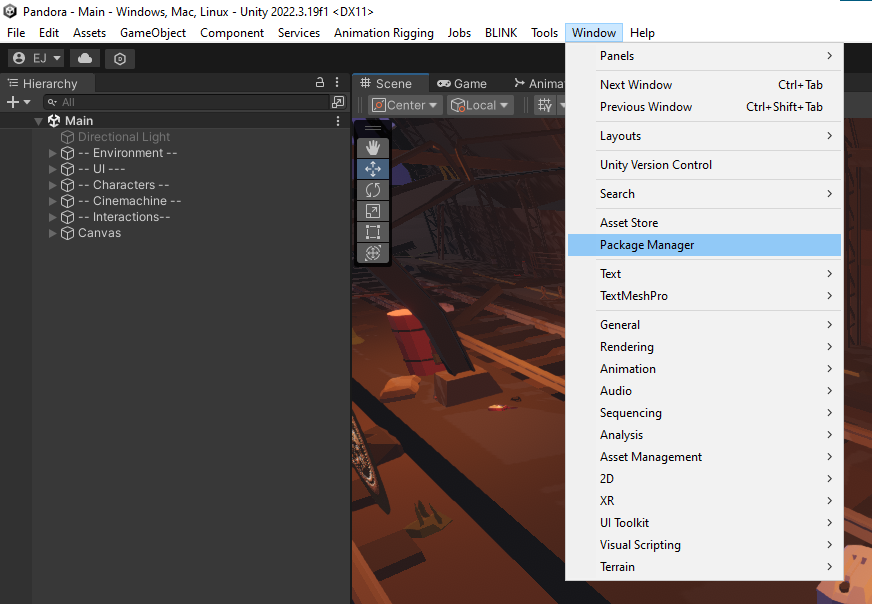 Pandora - Main - Windows, Mac, Linux - Unity 2022.3.19f1 <DX11>
File Edit Assets GameObject Component Services Animation Rigging Jobs BLINK Tools Window Help
EJ
Hierarchy
All
Main
Directional Light
-- Environment --
-- UI ---
-- Characters --
-- Cinemachine --
-- Interactions--
Canvas
Scene Game Anima
Center Local
Panels
Next Window Ctrl+Tab
Previous Window Ctrl+Shift+Tab
Layouts
Unity Version Control
Search
Asset Store
Package Manager
Text
TextMeshPro
General
Rendering
Animation
Audio
Sequencing
Analysis
Asset Management
2D
XR
UI Toolkit
Visual Scripting
Terrain